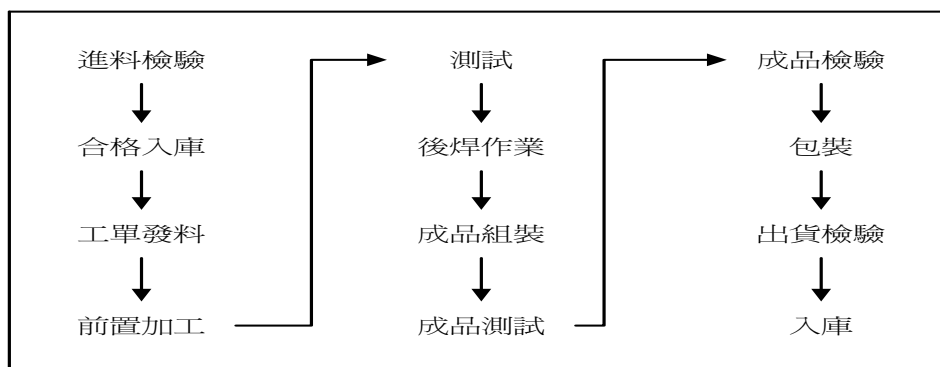 進料檢驗
合格入庫
工單發料
前置加工
測試
後焊作業
成品組裝
成品測試
成品檢驗
包裝
出貨檢驗
入庫